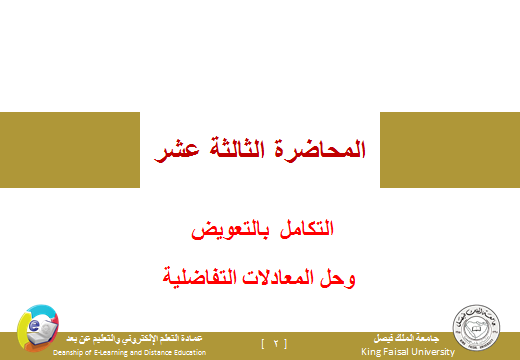 المحاضرة الثالثة عشر
التكامل بالتعويض
وحل المعادلات التفاضلية
جامعة الملك فيصل
King Faisal University
[ ٢ ]
عمادة التعلم الإلكتروني والتعليم عن بعد
Deanship of E-Learning and Distance Education